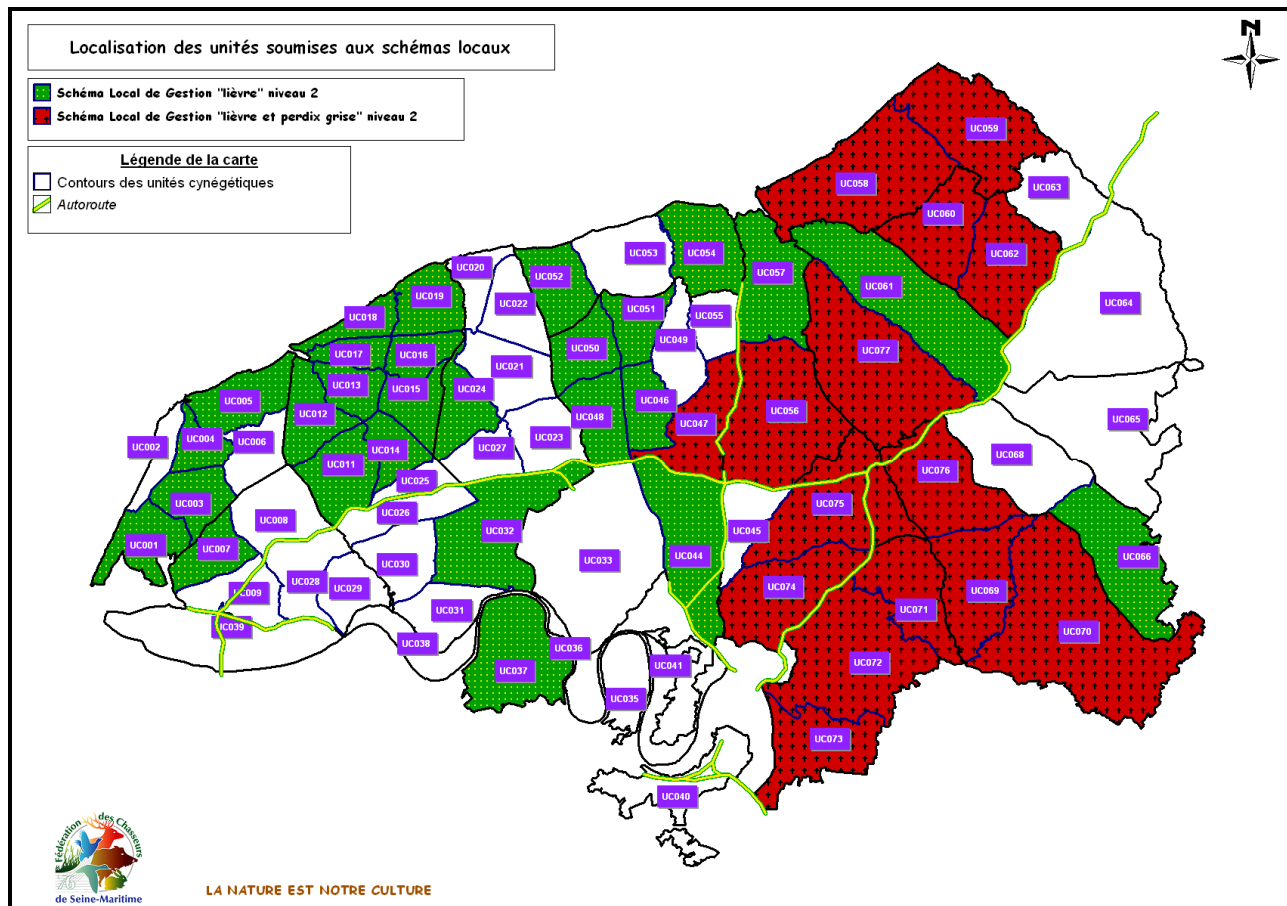 Localisation des unités soumises aux schémas locaux
N
Schéma Local de Gestion "lièvre" niveau 2
Schéma Local de Gestion "lièvre et perdix grise" niveau 2
Légende de la carte
Contours des unités cynégétiques
Autoroute
UC059
UC058
UC063
UC060
UC053
UC054
UC062
UC057
UC020
UC052
UC061
UC019
UC022
UC064
UC018
UC051
UC055
UC049
UC017
UC016
UC050
UC077
UC021
UC013
UC015
UC024
UC005
UC046
UC012
UC056
UC002
UC048
UC065
UC004
UC006
UC047
UC023
UC027
UC014
UC068
UC011
UC076
UC025
UC003
UC075
UC026
UC008
UC032
UC045
UC001
UC007
UC044
UC066
UC033
UC030
UC028
UC029
UC074
UC069
UC009
UC031
UC071
UC039
UC070
UC038
UC036
UC041
UC072
UC037
UC035
UC073
UC040
Fédération des Chasseurs
76
de Seine-Maritime
LA NATURE EST NOTRE CULTURE